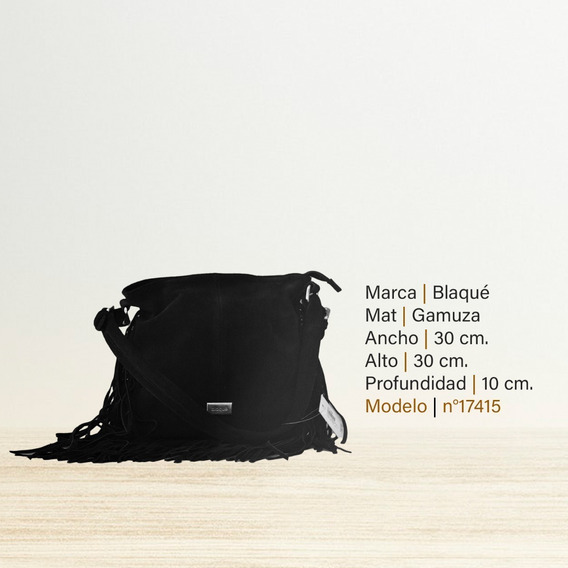 Marca | Blaqué
Mat | Gamuza
Ancho | 30 cm.
Alto | 30 cm.
Profundidad | 10 cm.
Modelo | n°17415